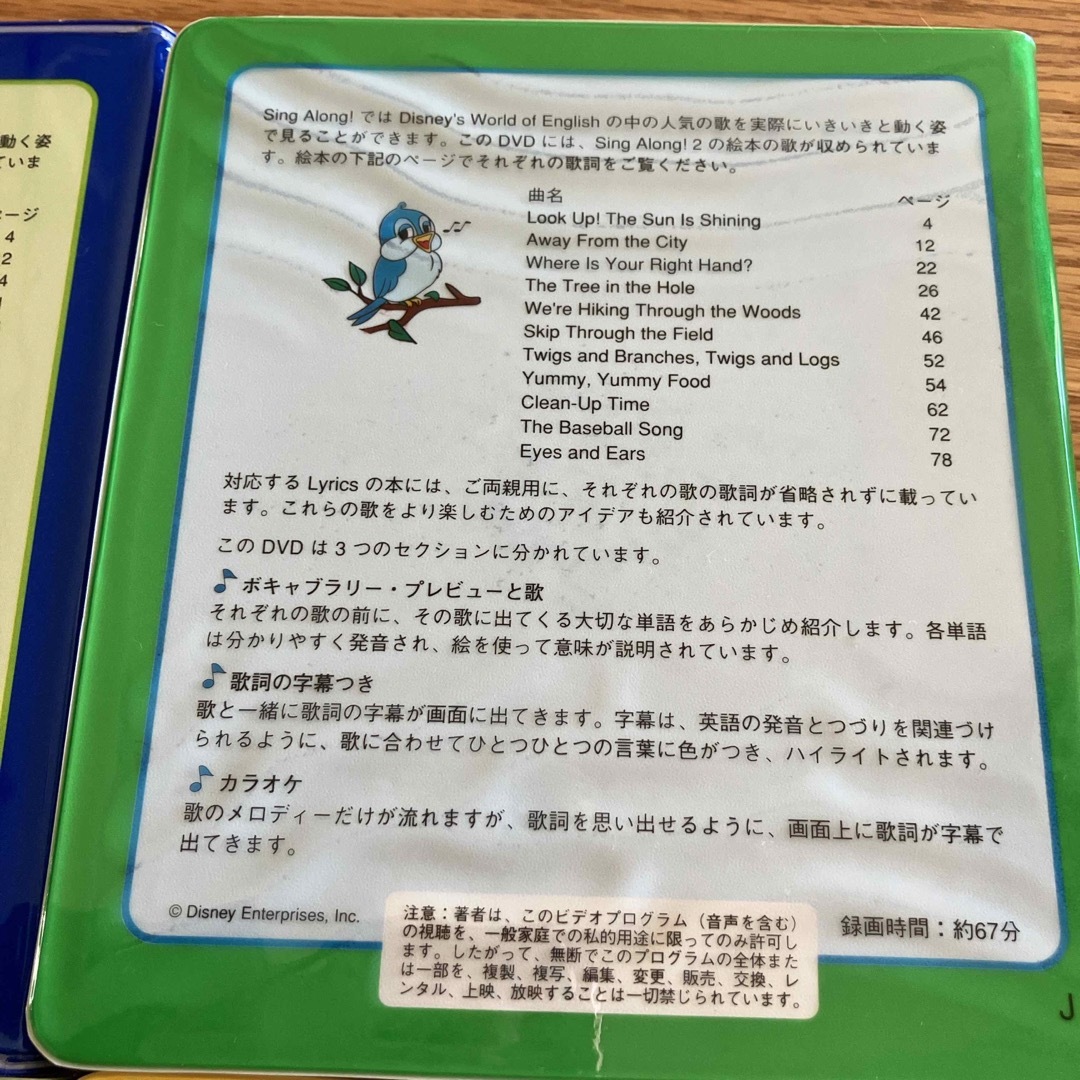 動く姿
ていま
ページ
4
2
4
Sing Along! では Disney's World of English の中の人気の歌を実際にいきいきと動く姿
で見ることができます。この DVD には、Sing Along! 2 の絵本の歌が収められていま
す。絵本の下記のページでそれぞれの歌詞をご覧ください。
曲名 ページ
Look Up! The Sun Is Shining 4
Away From the City 12
Where Is Your Right Hand? 22
The Tree in the Hole 26
We're Hiking Through the Woods 42
Skip Through the Field 46
Twigs and Branches, Twigs and Logs 52
Yummy, Yummy Food 54
Clean-Up Time 62
The Baseball Song 72
Eyes and Ears 78
対応する Lyrics の本には、ご両親用に、それぞれの歌の歌詞が省略されずに載ってい
ます。これらの歌をより楽しむためのアイデアも紹介されています。
この DVD は 3 つのセクションに分かれています。
ボキャブラリー・プレビューと歌
それぞれの歌の前に、その歌に出てくる大切な単語をあらかじめ紹介します。各単語
は分かりやすく発音され、絵を使って意味が説明されています。
歌詞の字幕つき
歌と一緒に歌詞の字幕が画面に出てきます。字幕は、英語の発音とつづりを関連づけ
られるように、歌に合わせてひとつひとつの言葉に色がつき、ハイライトされます。
カラオケ
歌のメロディーだけが流れますが、歌詞を思い出せるように、画面上に歌詞が字幕で
出てきます。
© Disney Enterprises, Inc.
注意：著者は、このビデオプログラム（音声を含む）
の視聴を、一般家庭での私的用途に限ってのみ許可し
ます。したがって、無断でこのプログラムの全体また
は一部を、複製、複写、編集、変更、販売、交換、レ
ンタル、上映、放映することは一切禁じられています。
録画時間：約67分
J